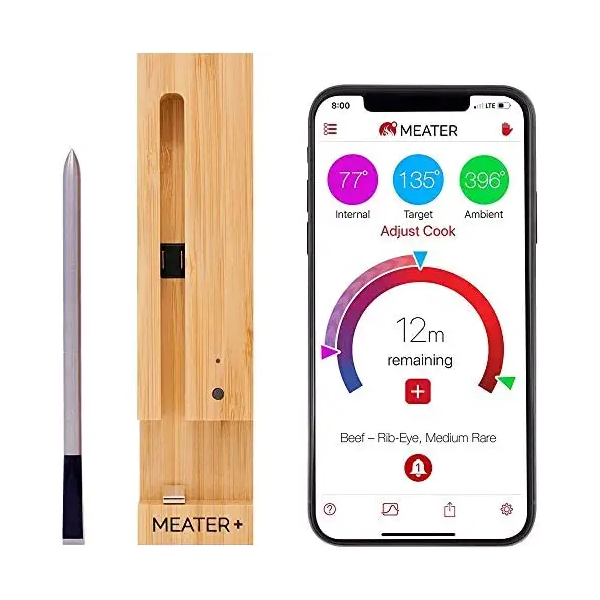 MEATER+
8:00
LTE
MEATER
77°
135°
396°
Internal
Target
Ambient
Adjust Cook
12m
remaining
+
Beef – Rib-Eye, Medium Rare
1
?